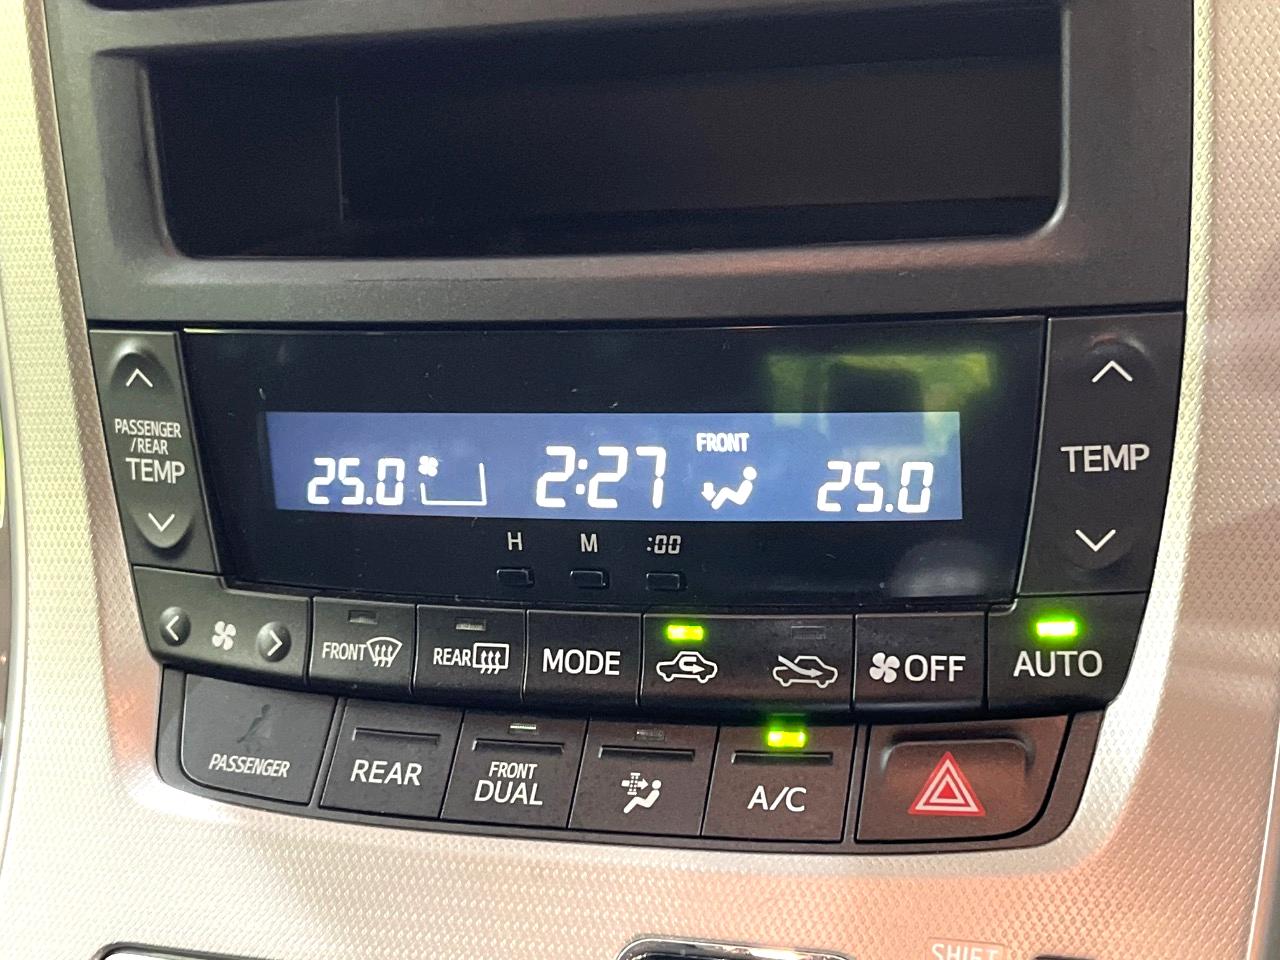 PASSENGER
/REAR
TEMP
25.0
2:27
FRONT
25.0
TEMP
H
M
:00
FRONT
REAR
MODE
OFF
AUTO
PASSENGER
REAR
FRONT
DUAL
A/C
SHIFT